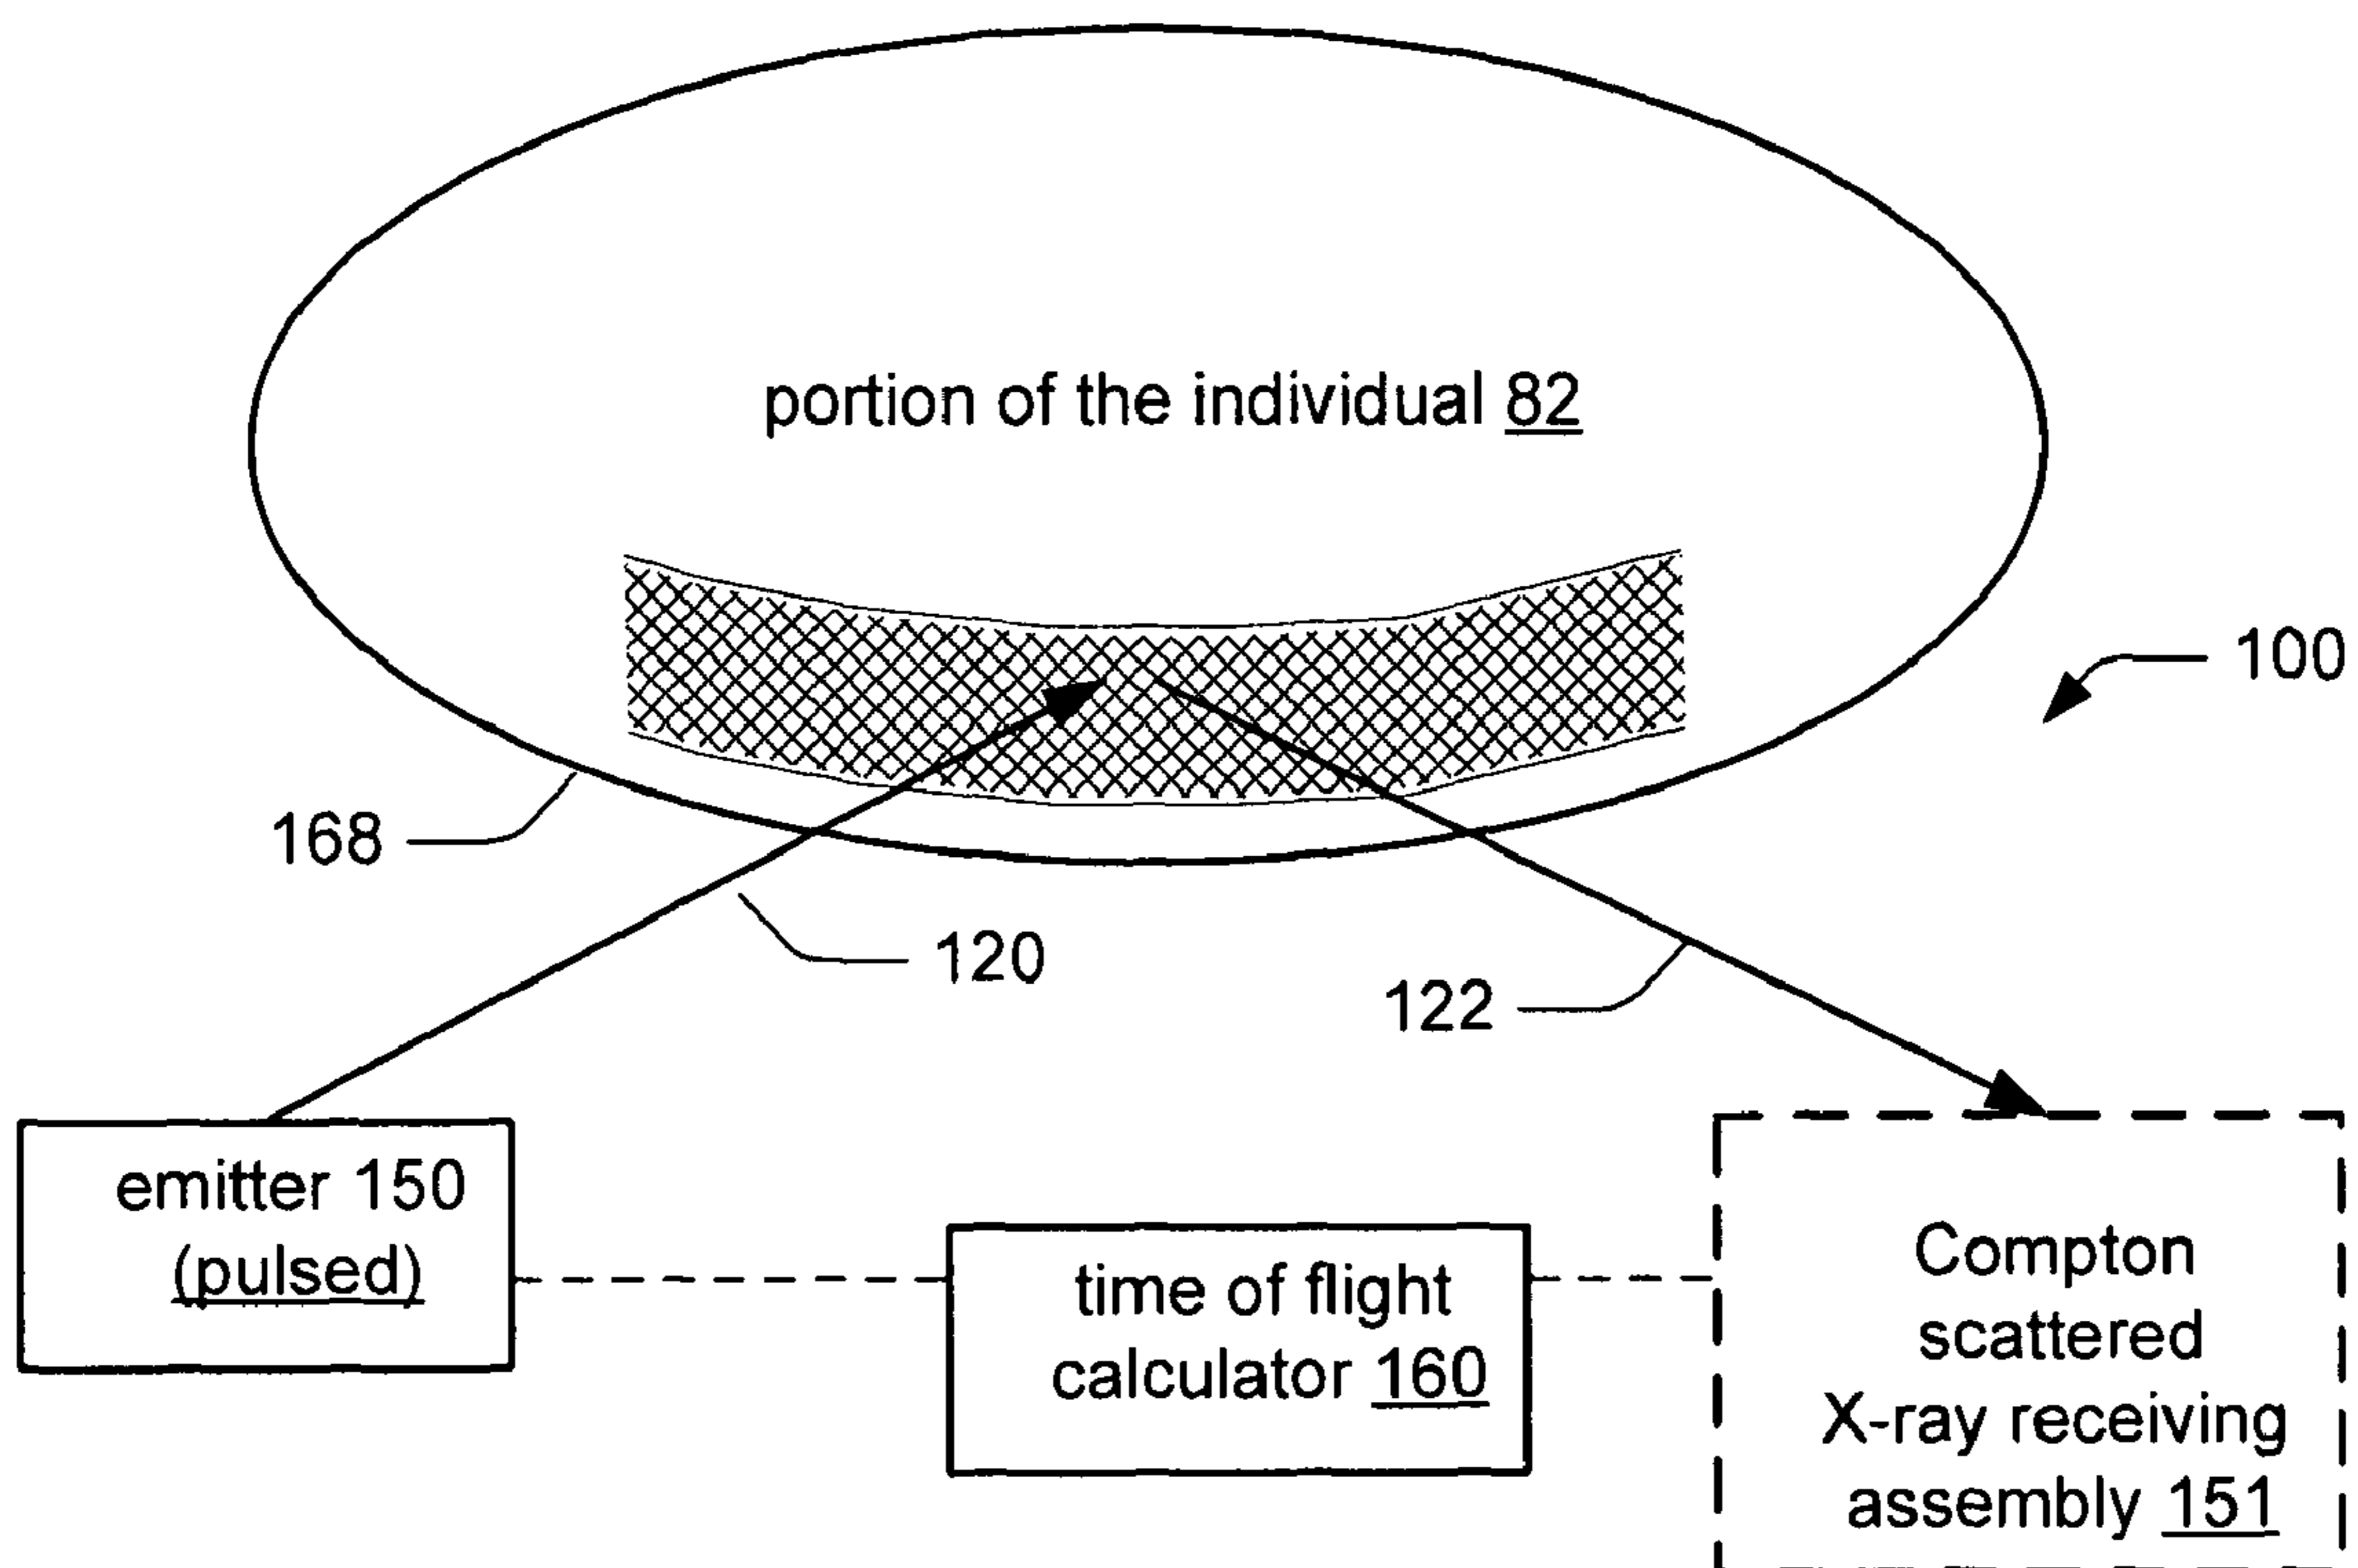 portion of the individual 82
100
168
120
122
emitter 150
(pulsed)
time of flight
calculator 160
Compton
scattered
X-ray receiving
assembly 151